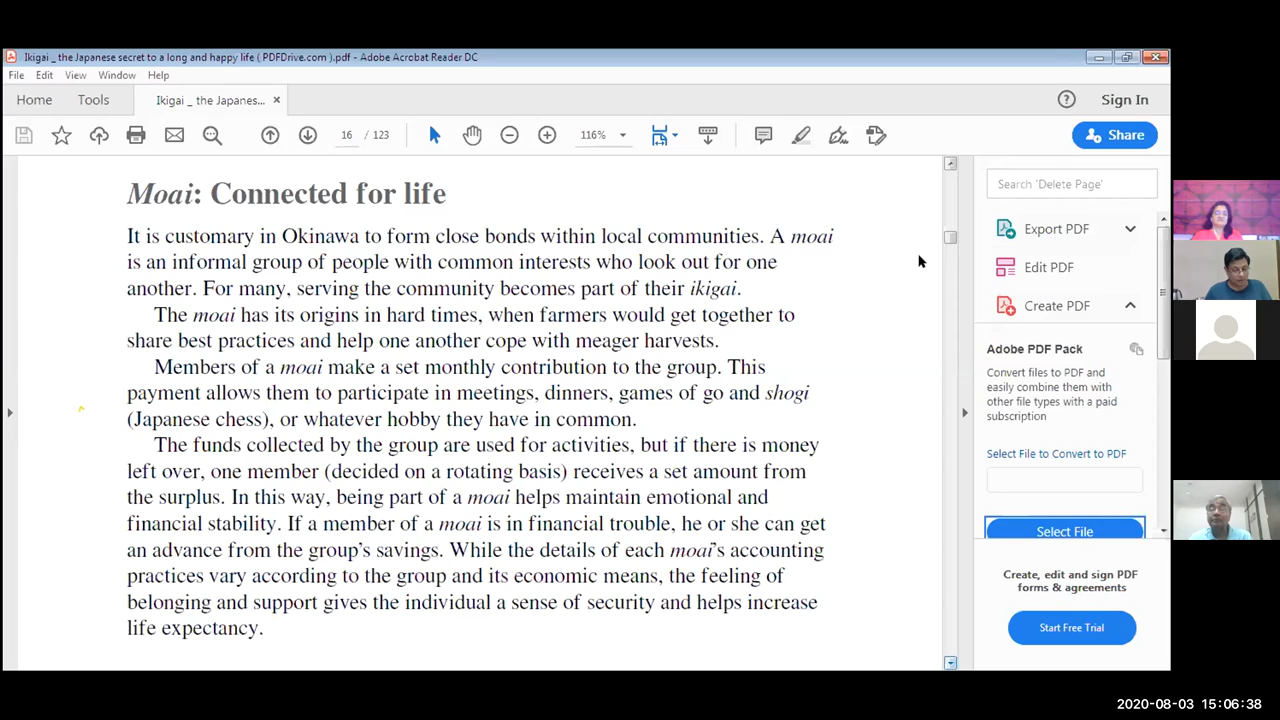 Ikigai _ the Japanese secret to a long and happy life ( PDFDrive.com ).pdf - Adobe Acrobat Reader DC
File Edit View Window Help
Home Tools Ikigai _ the Japanes... × Sign In
16 / 123 116% Share
Moai: Connected for life
It is customary in Okinawa to form close bonds within local communities. A moai
is an informal group of people with common interests who look out for one
another. For many, serving the community becomes part of their ikigai.
The moai has its origins in hard times, when farmers would get together to
share best practices and help one another cope with meager harvests.
Members of a moai make a set monthly contribution to the group. This
payment allows them to participate in meetings, dinners, games of go and shogi
(Japanese chess), or whatever hobby they have in common.
The funds collected by the group are used for activities, but if there is money
left over, one member (decided on a rotating basis) receives a set amount from
the surplus. In this way, being part of a moai helps maintain emotional and
financial stability. If a member of a moai is in financial trouble, he or she can get
an advance from the group's savings. While the details of each moai's accounting
practices vary according to the group and its economic means, the feeling of
belonging and support gives the individual a sense of security and helps increase
life expectancy.
Search 'Delete Page'
Export PDF
Edit PDF
Create PDF
Adobe PDF Pack
Convert files to PDF and
easily combine them with
other file types with a paid
subscription
Select File to Convert to PDF
Select File
Create, edit and sign PDF
forms & agreements
Start Free Trial
2020-08-03 15:06:38